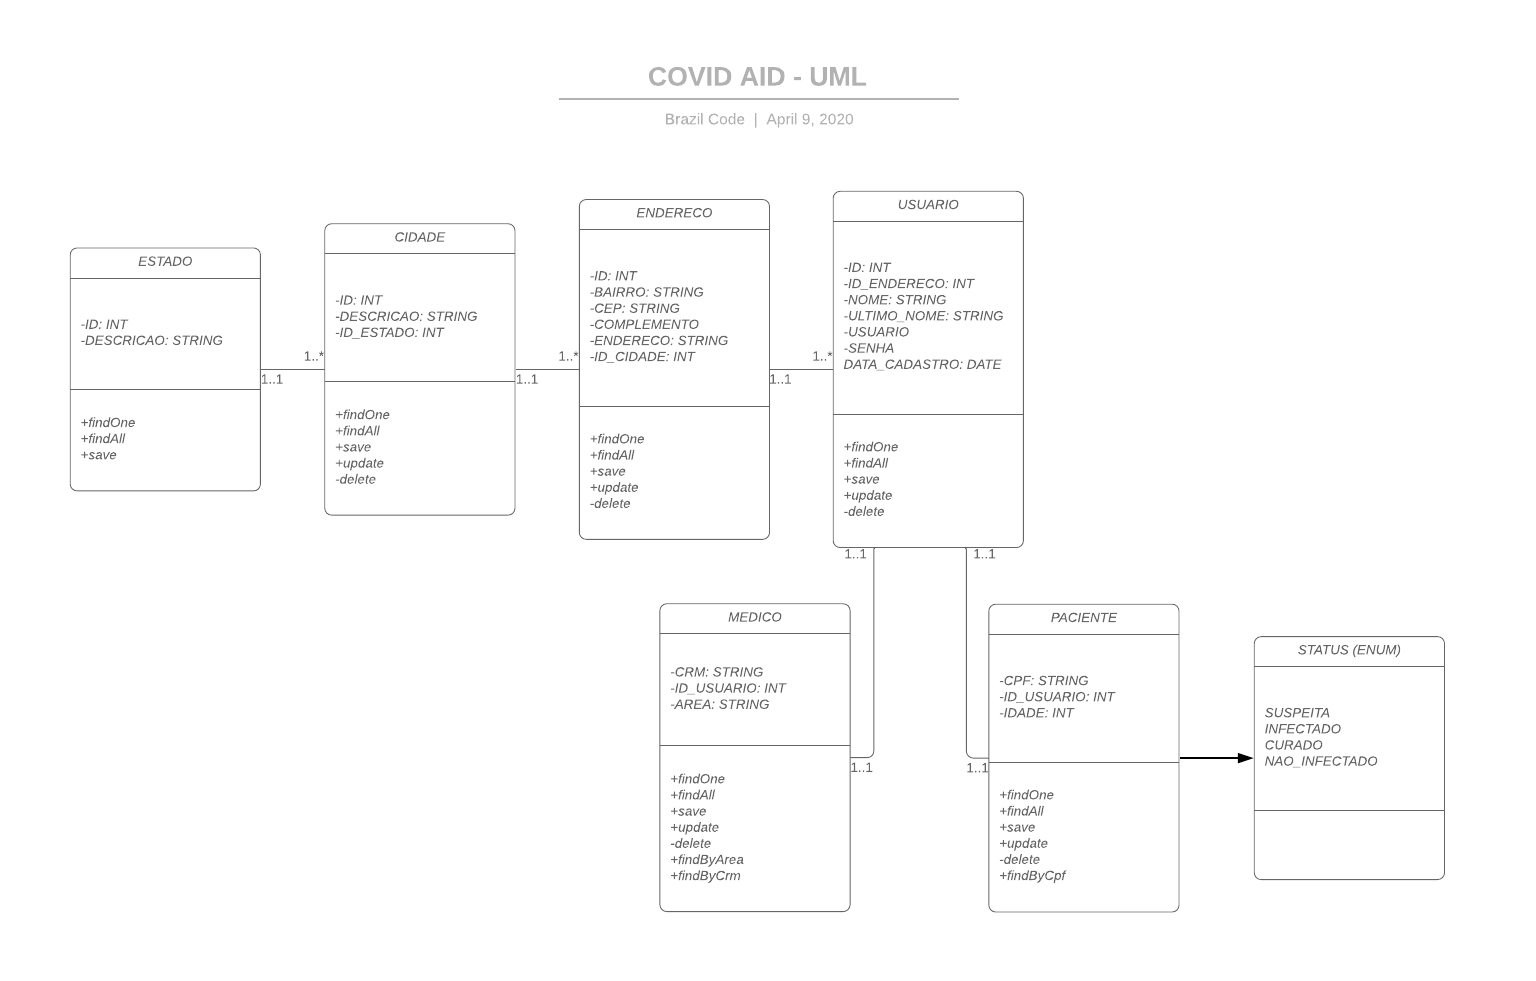 COVID AID - UML
Brazil Code | April 9, 2020
ESTADO
-ID: INT
-DESCRICAO: STRING
+findOne
+findAll
+save
1..1
1..*
CIDADE
-ID: INT
-DESCRICAO: STRING
-ID_ESTADO: INT
+findOne
+findAll
+save
+update
-delete
1..1
1..*
ENDERECO
-ID: INT
-BAIRRO: STRING
-CEP: STRING
-COMPLEMENTO
-ENDERECO: STRING
-ID_CIDADE: INT
+findOne
+findAll
+save
+update
-delete
1..1
1..*
USUARIO
-ID: INT
-ID_ENDERECO: INT
-NOME: STRING
-ULTIMO_NOME: STRING
-USUARIO
-SENHA
DATA_CADASTRO: DATE
+findOne
+findAll
+save
+update
-delete
1..1
1..1
MEDICO
-CRM: STRING
-ID_USUARIO: INT
-AREA: STRING
+findOne
+findAll
+save
+update
-delete
+findByArea
+findByCrm
1..1
1..1
PACIENTE
-CPF: STRING
-ID_USUARIO: INT
-IDADE: INT
+findOne
+findAll
+save
+update
-delete
+findByCpf
STATUS (ENUM)
SUSPEITA
INFECTADO
CURADO
NAO_INFECTADO